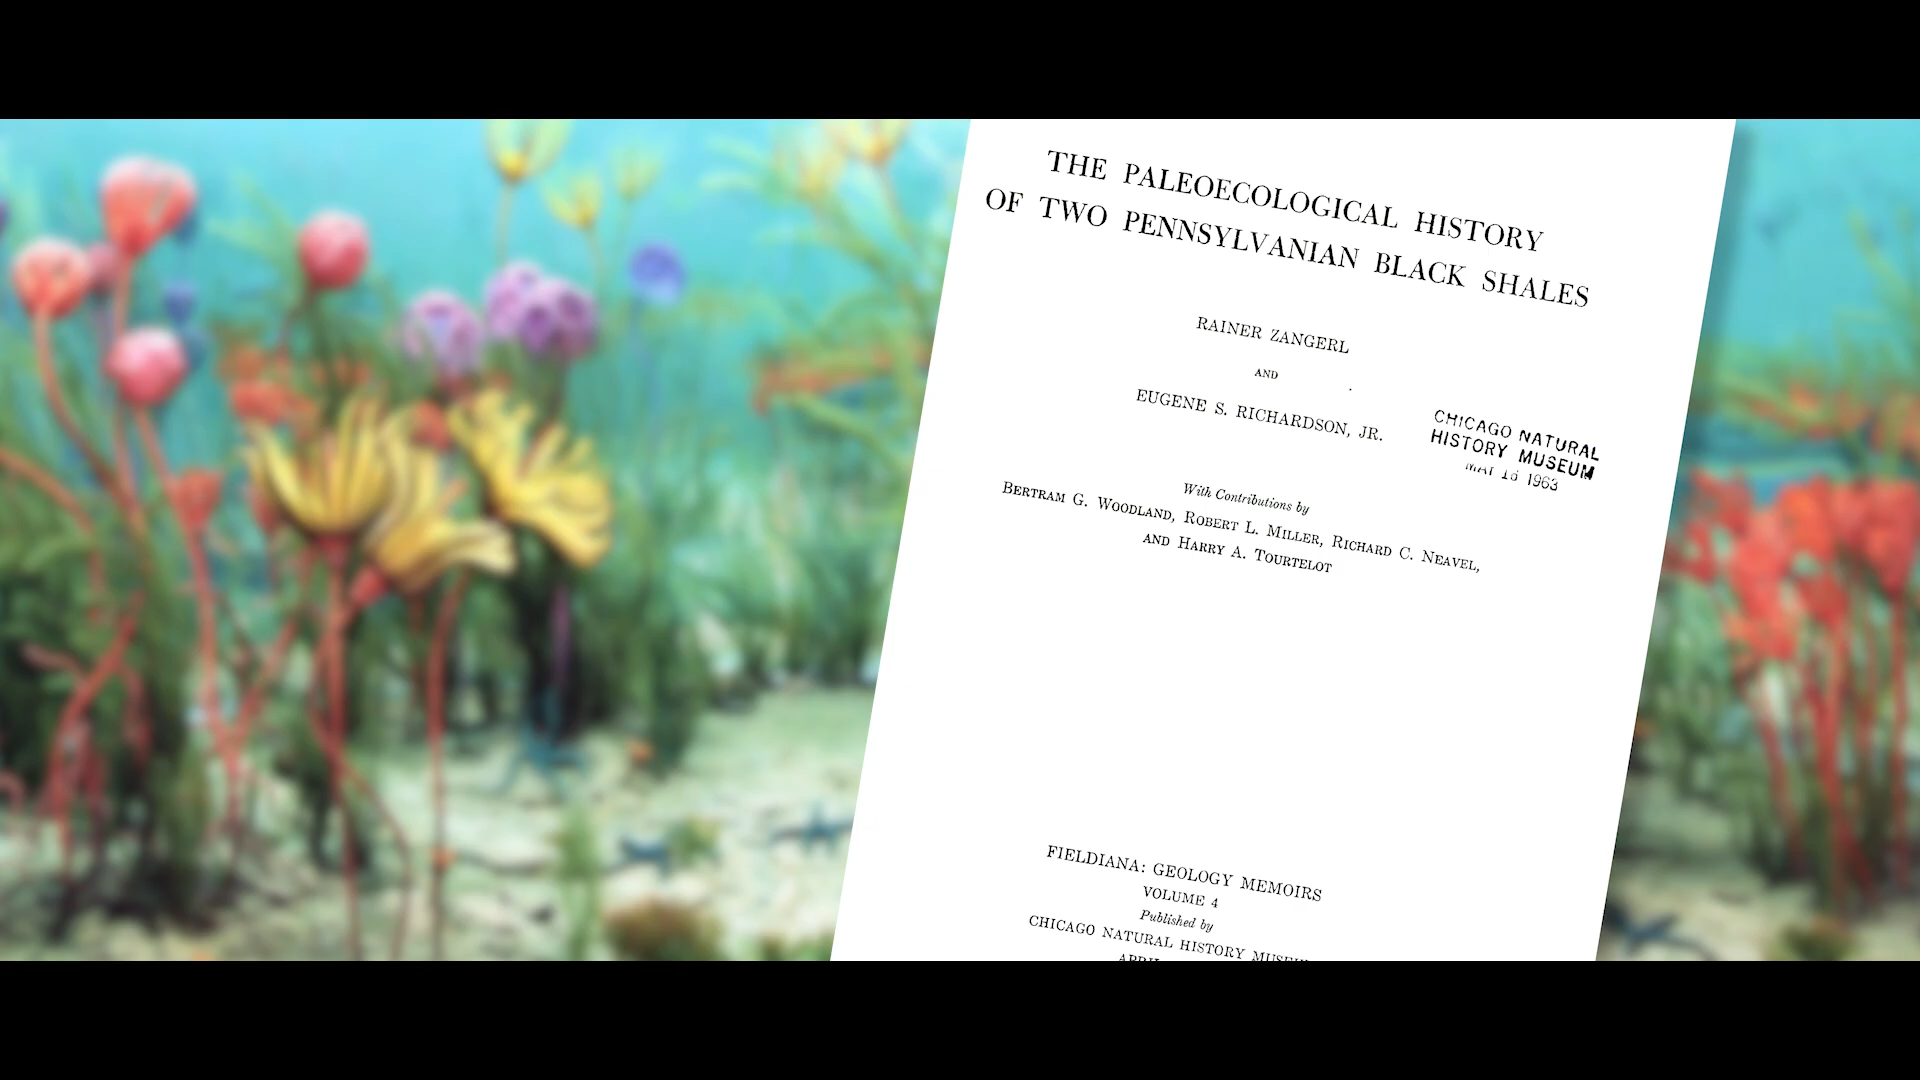 THE PALEOECOLOGICAL HISTORY
OF TWO PENNSYLVANIAN BLACK SHALES
RAINER ZANGERL
AND
EUGENE S. RICHARDSON, JR.
CHICAGO NATURAL
HISTORY MUSEUM
1963
With Contributions by
BERTRAM G. WOODLAND, ROBERT L. MILLER, RICHARD C. NEAVEL,
AND HARRY A. TOURTELOT
FIELDIANA: GEOLOGY MEMOIRS
VOLUME 4
Published by
CHICAGO NATURAL HISTORY